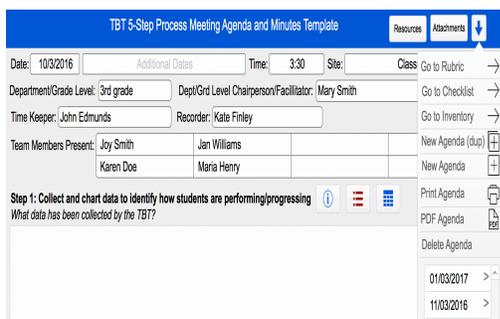 TBT 5-Step Process Meeting Agenda and Minutes Template Resources Attachments
Date: 10/3/2016 Additional Dates Time: 3:30 Site: Class
Go to Rubric
Department/Grade Level: 3rd grade Dept/Grd Level Chairperson/Facilitator: Mary Smith
Go to Checklist
Time Keeper: John Edmunds Recorder: Kate Finley
Go to Inventory
Team Members Present: Joy Smith Jan Williams
New Agenda (dup)
Karen Doe Maria Henry
New Agenda
Step 1: Collect and chart data to identify how students are performing/progressing
Print Agenda
What data has been collected by the TBT?
PDF Agenda
PDF
Delete Agenda
01/03/2017
11/03/2016